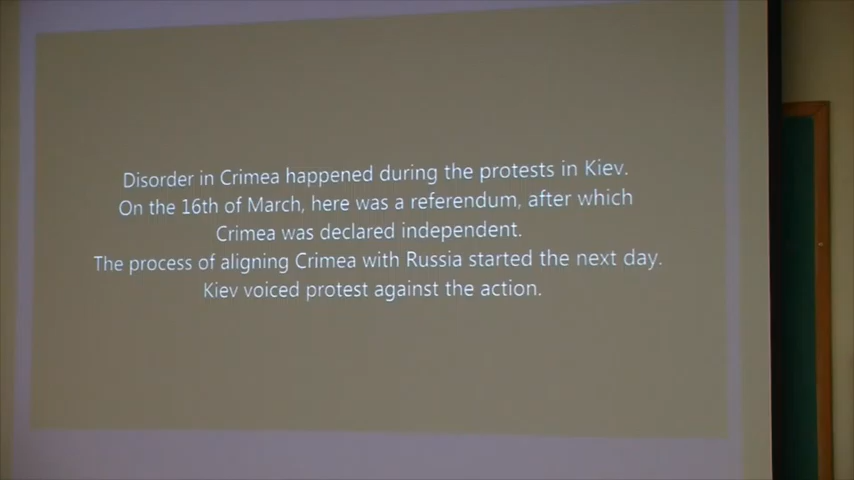 Disorder in Crimea happened during the protests in Kiev.
On the 16th of March, here was a referendum, after which
Crimea was declared independent.
The process of aligning Crimea with Russia started the next day.
Kiev voiced protest against the action.